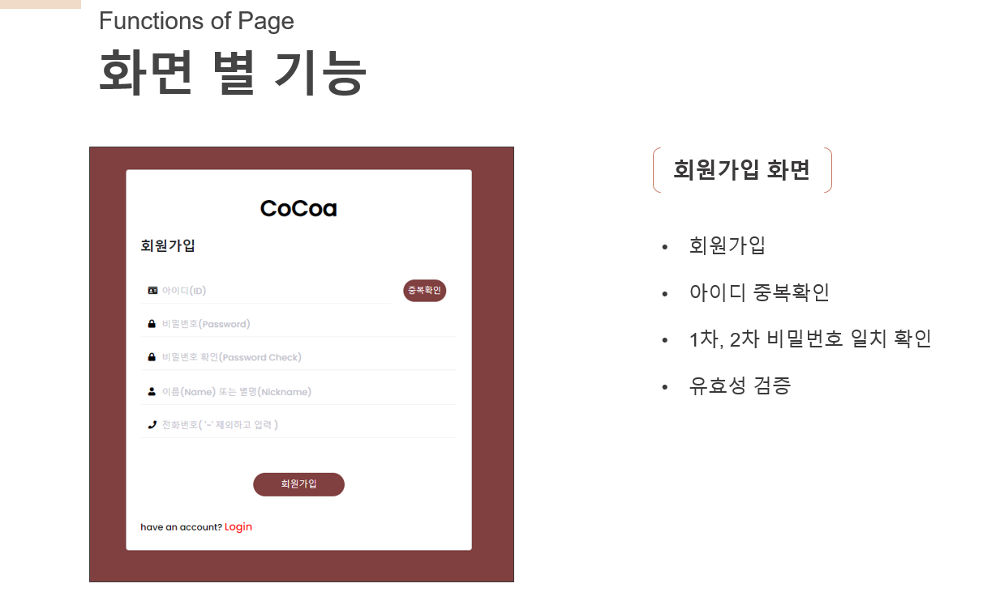 Functions of Page
화면 별 기능
CoCoa
회원가입
아이디(ID)
중복확인
비밀번호(Password)
비밀번호 확인(Password Check)
이름(Name) 또는 별명(Nickname)
전화번호( '-' 제외하고 입력 )
회원가입
have an account? Login
회원가입 화면
• 회원가입
• 아이디 중복확인
• 1차, 2차 비밀번호 일치 확인
• 유효성 검증